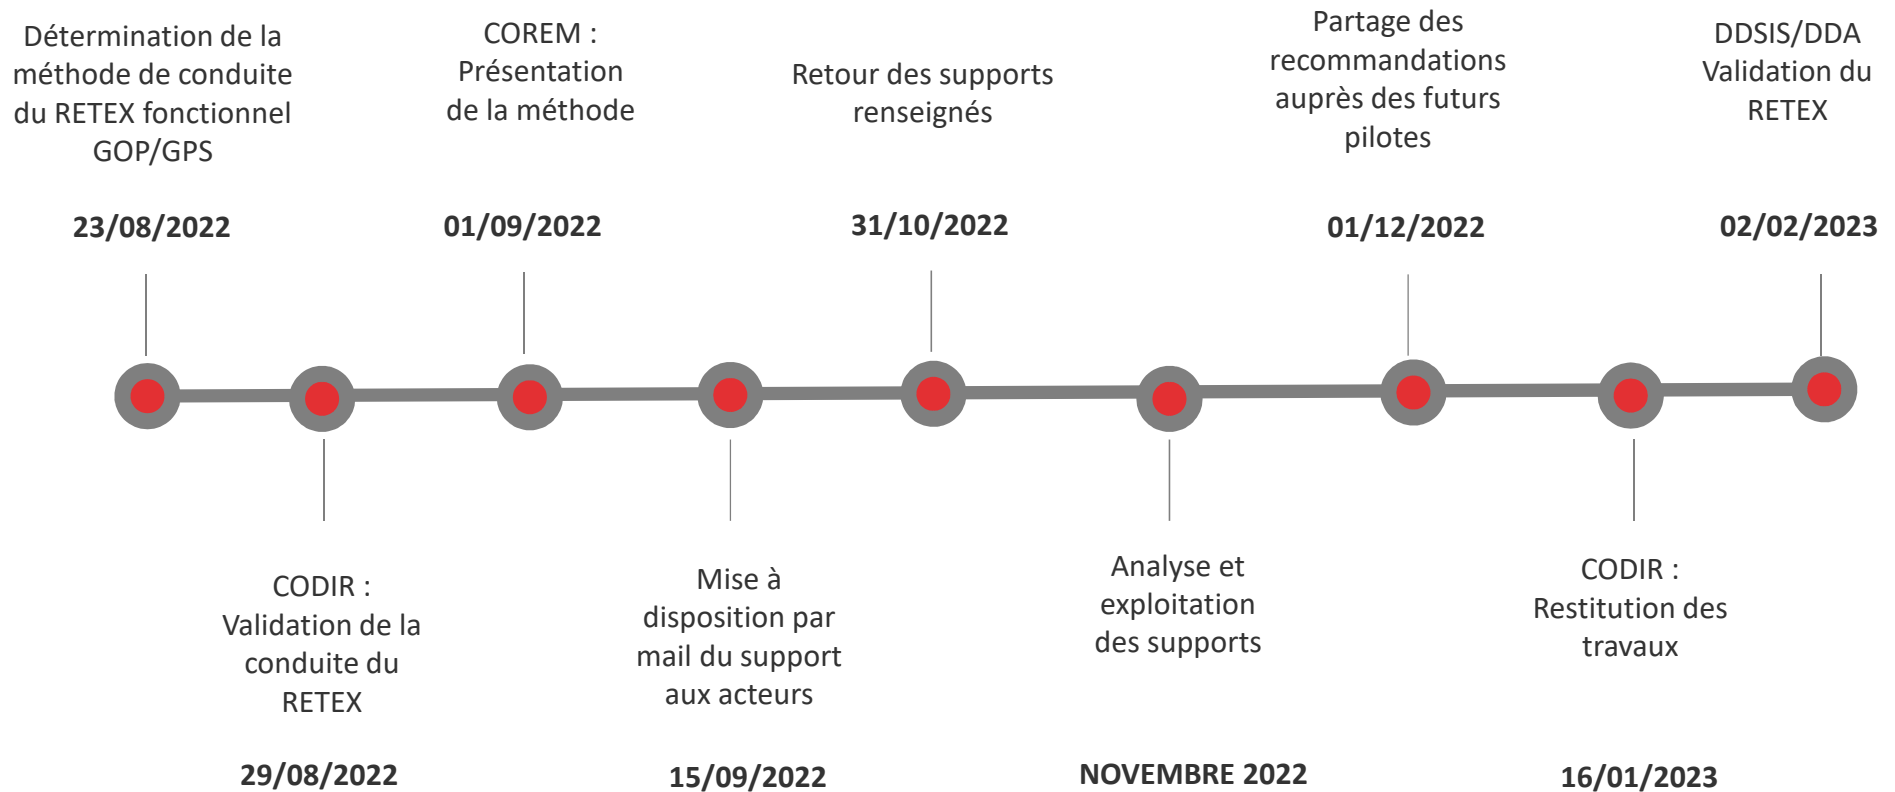 Détermination de la
méthode de conduite
du RETEX fonctionnel
GOP/GPS
23/08/2022
COREM :
Présentation
de la méthode
01/09/2022
Retour des supports
renseignés
31/10/2022
Partage des
recommandations
auprès des futurs
pilotes
01/12/2022
DDSIS/DDA
Validation du
RETEX
02/02/2023
CODIR :
Validation de la
conduite du
RETEX
29/08/2022
Mise à
disposition par
mail du support
aux acteurs
15/09/2022
Analyse et
exploitation
des supports
NOVEMBRE 2022
CODIR :
Restitution des
travaux
16/01/2023